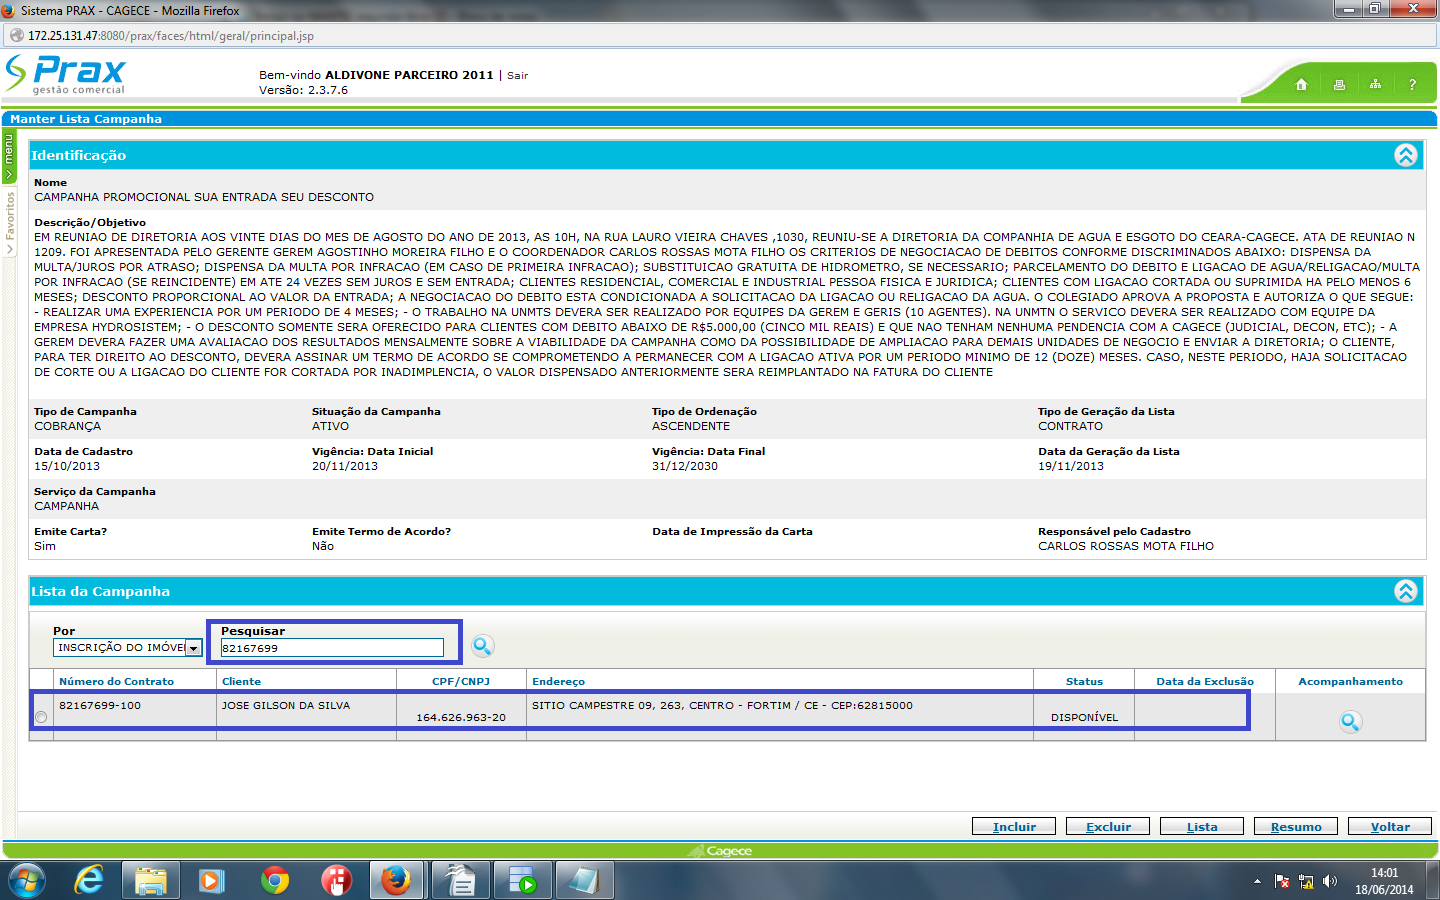 Sistema PRAX - CAGECE - Mozilla Firefox
172.25.131.47:8080/prax/faces/html/geral/principal.jsp
Prax
gestão comercial
Bem-vindo ALDIVONE PARCEIRO 2011 | Sair
Versão: 2.3.7.6
?
Manter Lista Campanha
menu
Favoritos
Identificação
Nome
CAMPANHA PROMOCIONAL SUA ENTRADA SEU DESCONTO
Descrição/Objetivo
EM REUNIAO DE DIRETORIA AOS VINTE DIAS DO MES DE AGOSTO DO ANO DE 2013, AS 10H, NA RUA LAURO VIEIRA CHAVES ,1030, REUNIU-SE A DIRETORIA DA COMPANHIA DE AGUA E ESGOTO DO CEARA-CAGECE. ATA DE REUNIAO N
1209. FOI APRESENTADA PELO GERENTE GEREM AGOSTINHO MOREIRA FILHO E O COORDENADOR CARLOS ROSSAS MOTA FILHO OS CRITERIOS DE NEGOCIACAO DE DEBITOS CONFORME DISCRIMINADOS ABAIXO: DISPENSA DA
MULTA/JUROS POR ATRASO; DISPENSA DA MULTA POR INFRACAO (EM CASO DE PRIMEIRA INFRACAO); SUBSTITUICAO GRATUITA DE HIDROMETRO, SE NECESSARIO; PARCELAMENTO DO DEBITO E LIGACAO DE AGUA/RELIGACAO/MULTA
POR INFRACAO (SE REINCIDENTE) EM ATE 24 VEZES SEM JUROS E SEM ENTRADA; CLIENTES RESIDENCIAL, COMERCIAL E INDUSTRIAL PESSOA FISICA E JURIDICA; CLIENTES COM LIGACAO CORTADA OU SUPRIMIDA HA PELO MENOS 6
MESES; DESCONTO PROPORCIONAL AO VALOR DA ENTRADA; A NEGOCIACAO DO DEBITO ESTA CONDICIONADA A SOLICITACAO DA LIGACAO OU RELIGACAO DA AGUA. O COLEGIADO APROVA A PROPOSTA E AUTORIZA O QUE SEGUE:
- REALIZAR UMA EXPERIENCIA POR UM PERIODO DE 4 MESES; - O TRABALHO NA UNMTS DEVERA SER REALIZADO POR EQUIPES DA GEREM E GERIS (10 AGENTES). NA UNMTN O SERVICO DEVERA SER REALIZADO COM EQUIPE DA
EMPRESA HYDROSISTEM; - O DESCONTO SOMENTE SERA OFERECIDO PARA CLIENTES COM DEBITO ABAIXO DE R$5.000,00 (CINCO MIL REAIS) E QUE NAO TENHAM NENHUMA PENDENCIA COM A CAGECE (JUDICIAL, DECON, ETC); - A
GEREM DEVERA FAZER UMA AVALIACAO DOS RESULTADOS MENSALMENTE SOBRE A VIABILIDADE DA CAMPANHA COMO DA POSSIBILIDADE DE AMPLIACAO PARA DEMAIS UNIDADES DE NEGOCIO E ENVIAR A DIRETORIA; O CLIENTE,
PARA TER DIREITO AO DESCONTO, DEVERA ASSINAR UM TERMO DE ACORDO SE COMPROMETENDO A PERMANECER COM A LIGACAO ATIVA POR UM PERIODO MINIMO DE 12 (DOZE) MESES. CASO, NESTE PERIODO, HAJA SOLICITACAO
DE CORTE OU A LIGACAO DO CLIENTE FOR CORTADA POR INADIMPLENCIA, O VALOR DISPENSADO ANTERIORMENTE SERA REIMPLANTADO NA FATURA DO CLIENTE
Tipo de Campanha Situação da Campanha Tipo de Ordenação Tipo de Geração da Lista
COBRANÇA ATIVO ASCENDENTE CONTRATO
Data de Cadastro Vigência: Data Inicial Vigência: Data Final Data da Geração da Lista
15/10/2013 20/11/2013 31/12/2030 19/11/2013
Serviço da Campanha
CAMPANHA
Emite Carta? Emite Termo de Acordo? Data de Impressão da Carta Responsável pelo Cadastro
Sim Não CARLOS ROSSAS MOTA FILHO
Lista da Campanha
Por Pesquisar
INSCRIÇÃO DO IMÓVE 82167699
Número do Contrato Cliente CPF/CNPJ Endereço Status Data da Exclusão Acompanhamento
82167699-100 JOSE GILSON DA SILVA 164.626.963-20 SITIO CAMPESTRE 09, 263, CENTRO - FORTIM / CE - CEP:62815000 DISPONÍVEL
Incluir Excluir Lista Resumo Voltar
Cagece
14:01
18/06/2014